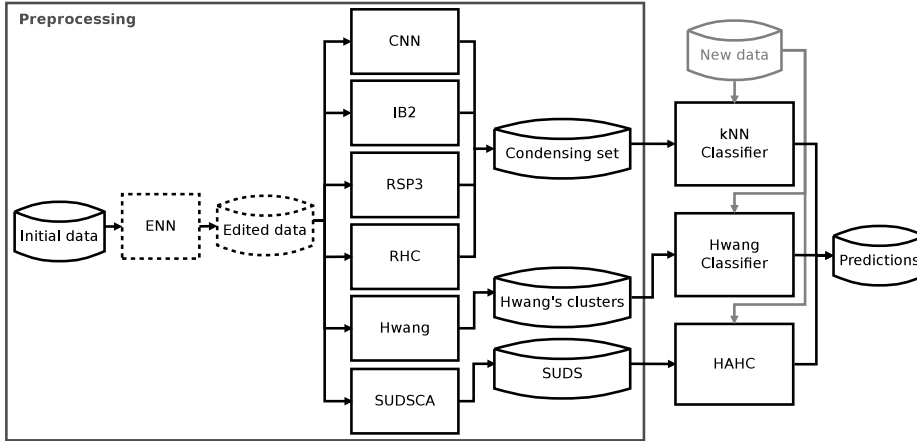 Preprocessing
Initial data
ENN
Edited data
CNN
IB2
RSP3
RHC
Hwang
SUDSCA
Condensing set
Hwang's clusters
SUDS
New data
kNN
Classifier
Hwang
Classifier
HAHC
Predictions